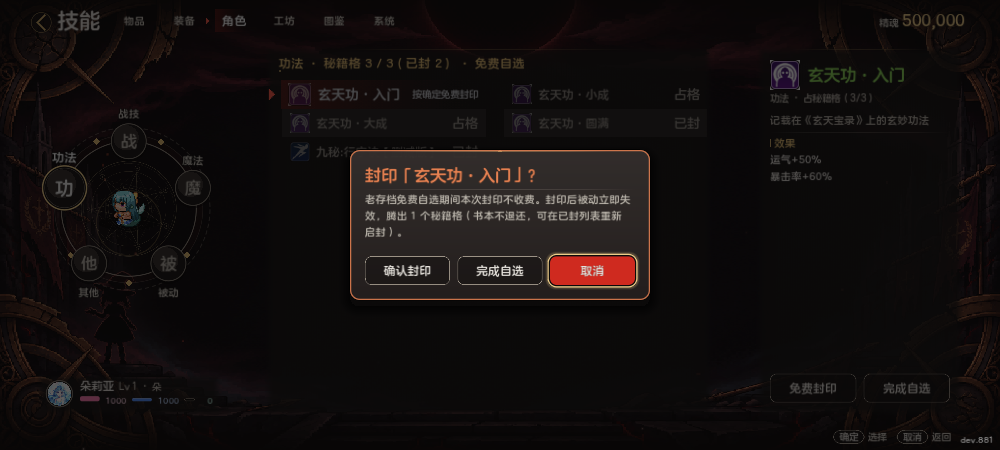 技能
物品 装备 角色 工坊 图鉴 系统
精魂 500,000
功法 · 秘籍格 3 / 3 ( 已封 2 ) · 免费自选
玄天功 · 入门 按确定免费封印
玄天功 · 小成 占格
玄天功 · 大成 占格
玄天功 · 圆满 已封
九秘:
战技
战
功法
功
魔法
魔
他
其他
被
被动
封印「玄天功 · 入门」?
老存档免费自选期间本次封印不收费。封印后被动立即失
效，腾出 1 个秘籍格 ( 书本不退还，可在已封列表重新
启封 ) 。
确认封印 完成自选 取消
玄天功 · 入门
功法 · 占秘籍格 (3/3)
记载在《玄天宝录》上的玄妙功法
效果
运气+50%
暴击率+60%
免费封印 完成自选
朵莉亚 Lv1 · 朵
1000 1000 0
确定 选择 取消 返回 dev.881